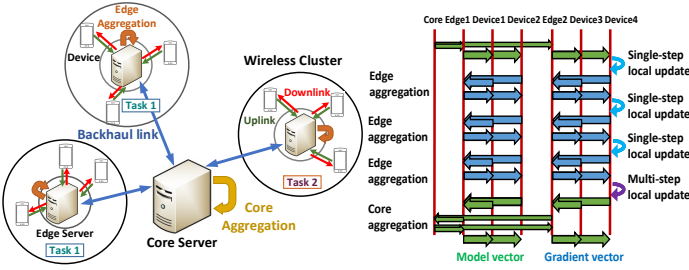 Edge
Aggregation
Device
Task 1
Backhaul link
Wireless Cluster
Downlink
Uplink
Task 2
Edge Server
Task 1
Core Server
Core
Aggregation
Core Edge1 Device1 Device2 Edge2 Device3 Device4
Single-step
local update
Edge
aggregation
Single-step
local update
Edge
aggregation
Single-step
local update
Edge
aggregation
Multi-step
local update
Core
aggregation
Model vector
Gradient vector